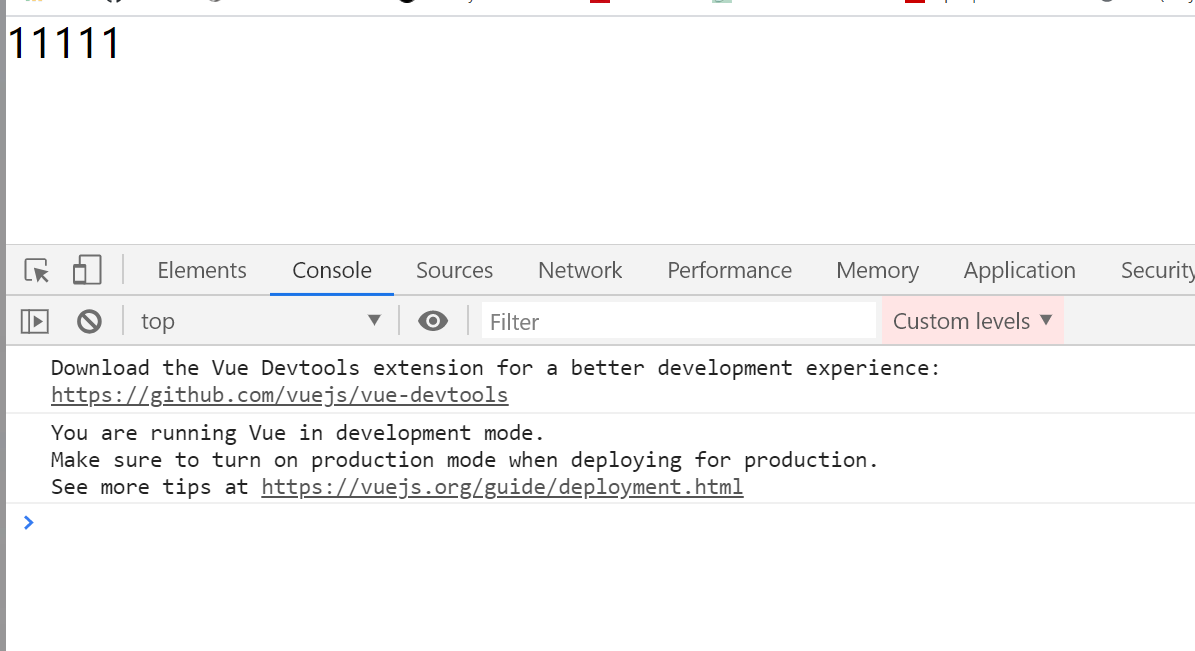 11111
Elements Console Sources Network Performance Memory Application Security
top Filter Custom levels
Download the Vue Devtools extension for a better development experience:
https://github.com/vuejs/vue-devtools
You are running Vue in development mode.
Make sure to turn on production mode when deploying for production.
See more tips at https://vuejs.org/guide/deployment.html